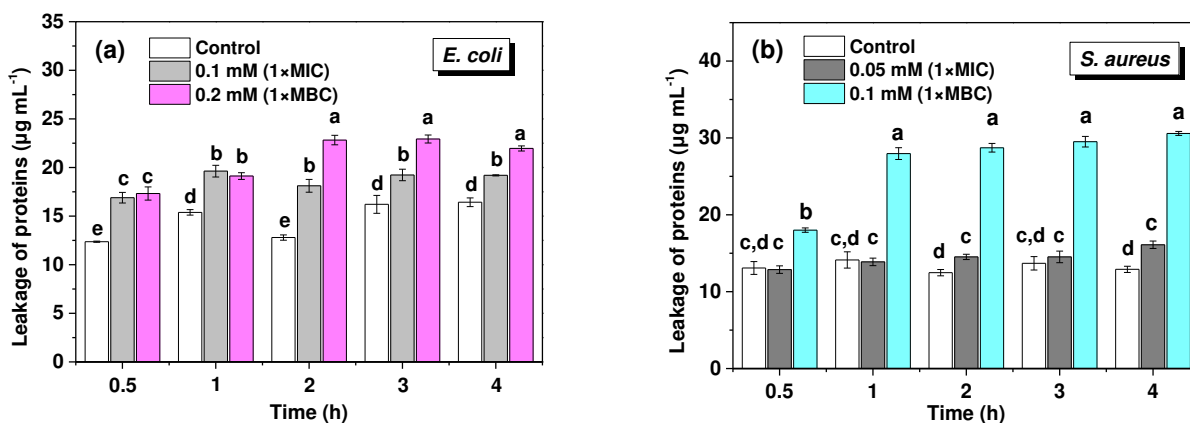 (a)
E. coli
Control
0.1 mM (1×MIC)
0.2 mM (1×MBC)
Leakage of proteins (µg mL⁻¹)
35
30
25
20
15
10
5
0
e c c
d b b
e b a
d b a
d b a
0.5 1 2 3 4
Time (h)
(b)
S. aureus
Control
0.05 mM (1×MIC)
0.1 mM (1×MBC)
Leakage of proteins (µg mL⁻¹)
40
30
20
10
0
c,d c b
c,d c a
d c a
c,d c a
d c a
0.5 1 2 3 4
Time (h)